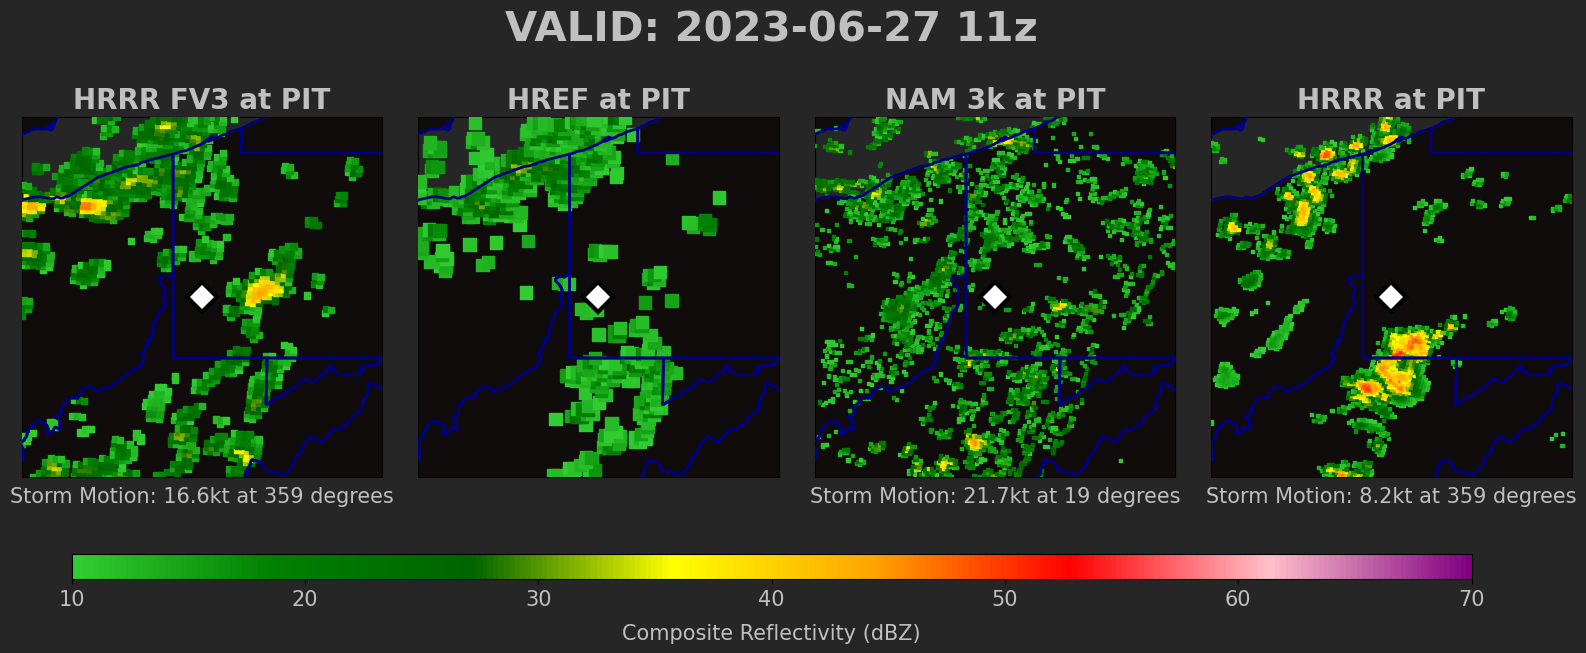 VALID: 2023-06-27 11z
HRRR FV3 at PIT
HREF at PIT
NAM 3k at PIT
HRRR at PIT
Storm Motion: 16.6kt at 359 degrees
Storm Motion: 21.7kt at 19 degrees
Storm Motion: 8.2kt at 359 degrees
10 20 30 40 50 60 70
Composite Reflectivity (dBZ)